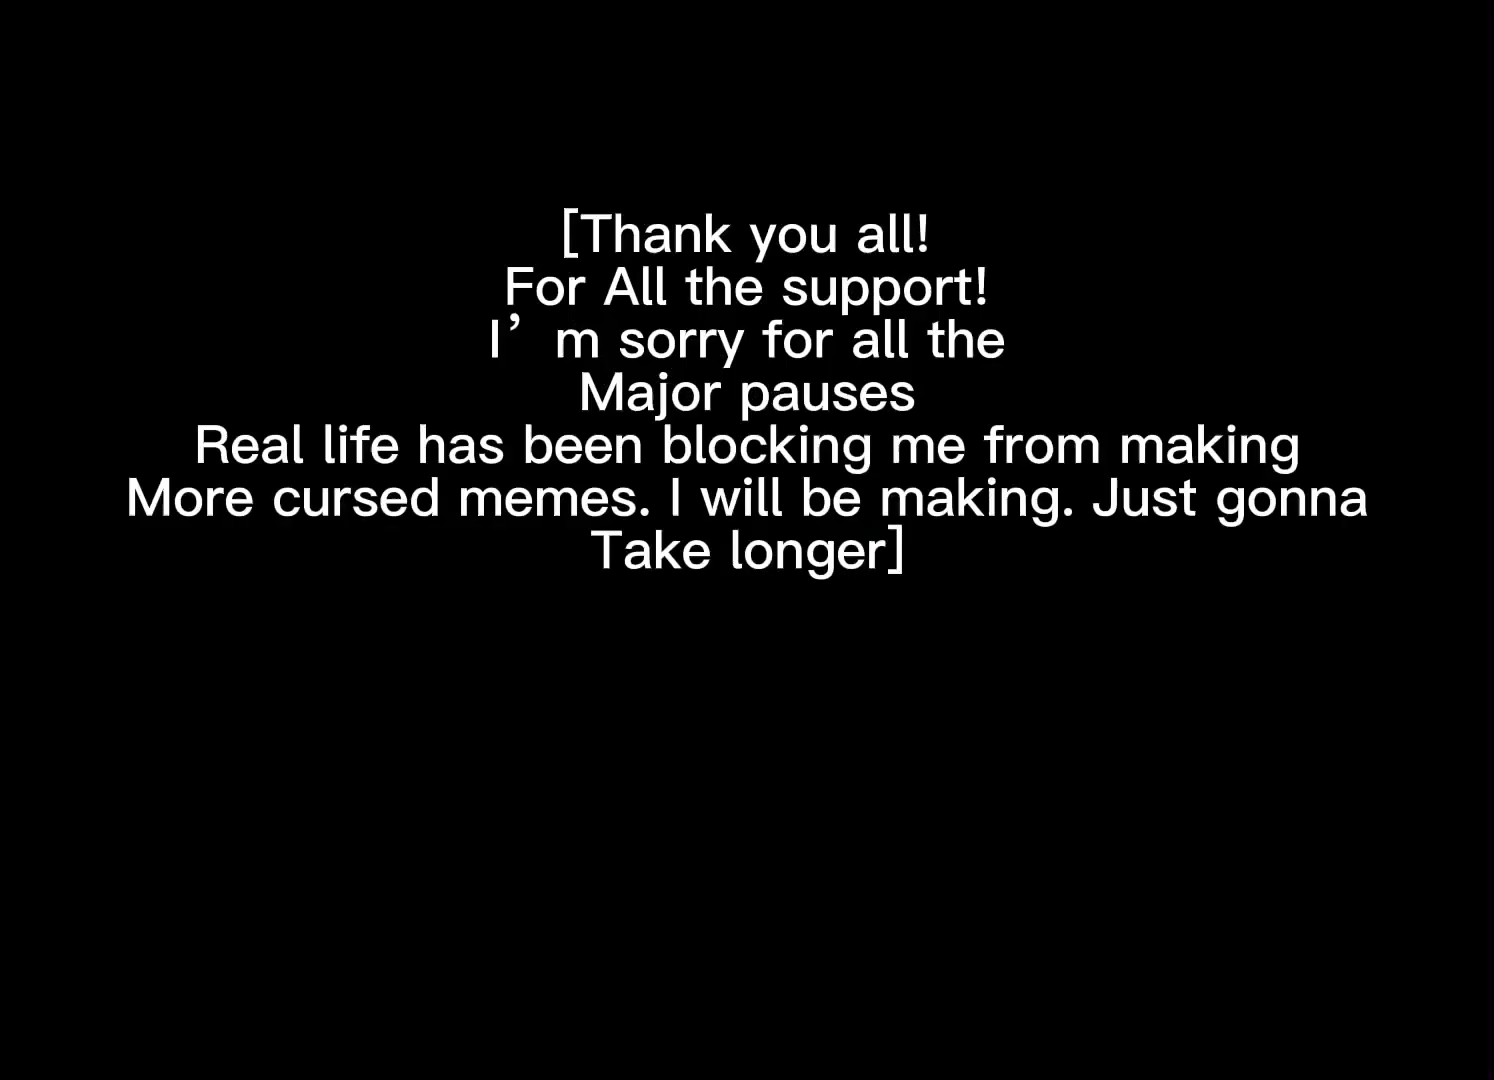 [Thank you all!
For All the support!
I’m sorry for all the
Major pauses
Real life has been blocking me from making
More cursed memes. I will be making. Just gonna
Take longer]